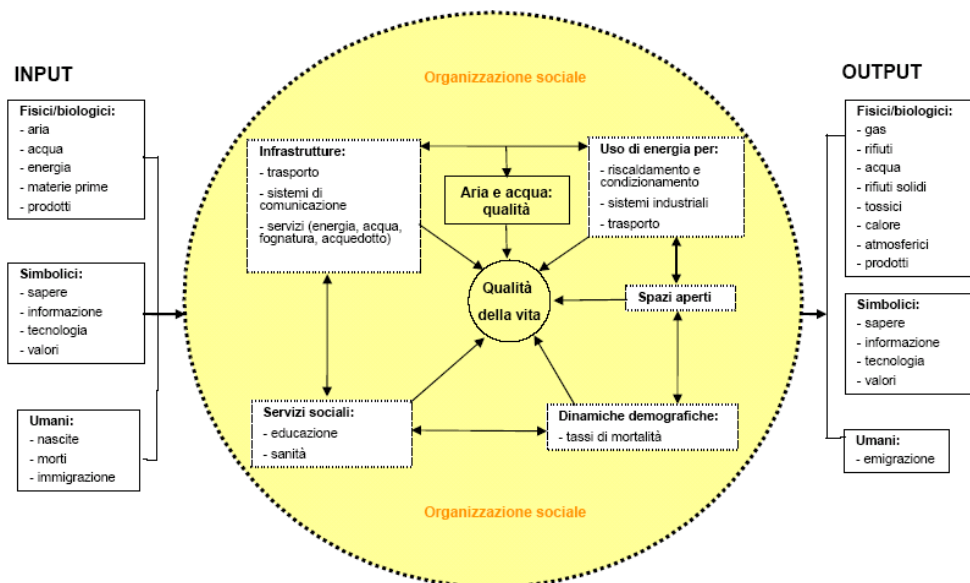 Organizzazione sociale
INPUT
Fisici/biologici:
- aria
- acqua
- energia
- materie prime
- prodotti
Simbolici:
- sapere
- informazione
- tecnologia
- valori
Umani:
- nascite
- morti
- immigrazione
Infrastrutture:
- trasporto
- sistemi di
comunicazione
- servizi (energia, acqua,
fognatura, acquedotto)
Aria e acqua:
qualità
Uso di energia per:
- riscaldamento e
condizionamento
- sistemi industriali
- trasporto
Qualità
della vita
Spazi aperti
Servizi sociali:
- educazione
- sanità
Dinamiche demografiche:
- tassi di mortalità
Organizzazione sociale
OUTPUT
Fisici/biologici:
- gas
- rifiuti
- acqua
- rifiuti solidi
- tossici
- calore
- atmosferici
- prodotti
Simbolici:
- sapere
- informazione
- tecnologia
- valori
Umani:
- emigrazione